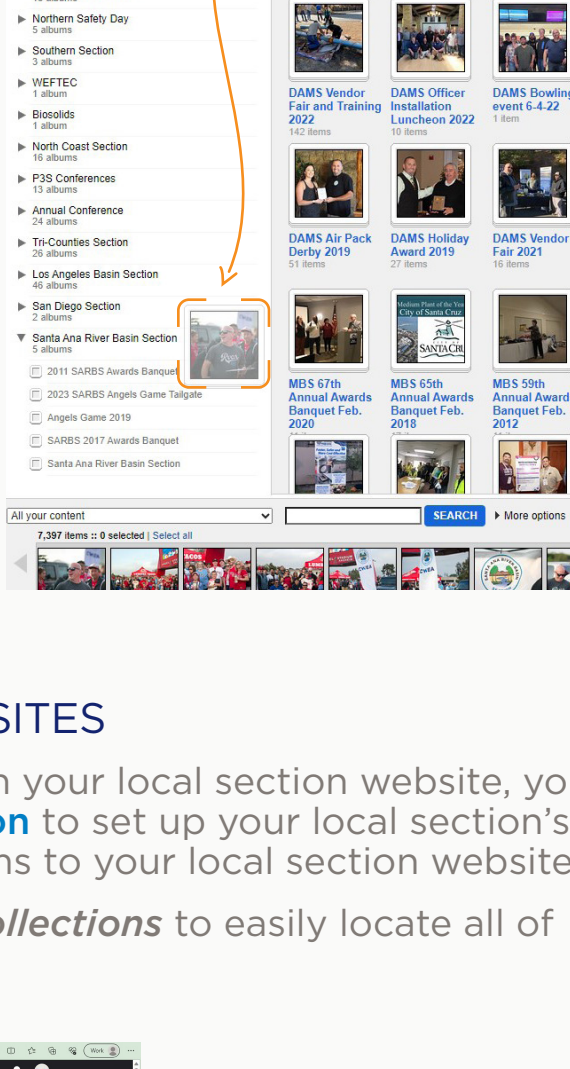 Northern Safety Day
5 albums
Southern Section
3 albums
WEFTEC
1 album
Biosolids
1 album
North Coast Section
16 albums
P3S Conferences
13 albums
Annual Conference
24 albums
Tri-Counties Section
26 albums
Los Angeles Basin Section
46 albums
San Diego Section
2 albums
Santa Ana River Basin Section
5 albums
2011 SARBS Awards Banquet
2023 SARBS Angels Game Tailgate
Angels Game 2019
SARBS 2017 Awards Banquet
Santa Ana River Basin Section
DAMS Vendor
Fair and Training
2022
142 items
DAMS Officer
Installation
Luncheon 2022
10 items
DAMS Bowling
event 6-4-22
1 item
DAMS Air Pack
Derby 2019
51 items
DAMS Holiday
Award 2019
27 items
DAMS Vendor
Fair 2021
16 items
Medium Plant of the Year
City of Santa Cruz
SANTA CRU
MBS 67th
Annual Awards
Banquet Feb.
2020
MBS 65th
Annual Awards
Banquet Feb.
2018
MBS 59th
Annual Awards
Banquet Feb.
2012
All your content
SEARCH
More options
7,397 items :: 0 selected | Select all
TACOS
SITES
n your local section website, yo
on to set up your local section's
ns to your local section website
ollections to easily locate all of
Work